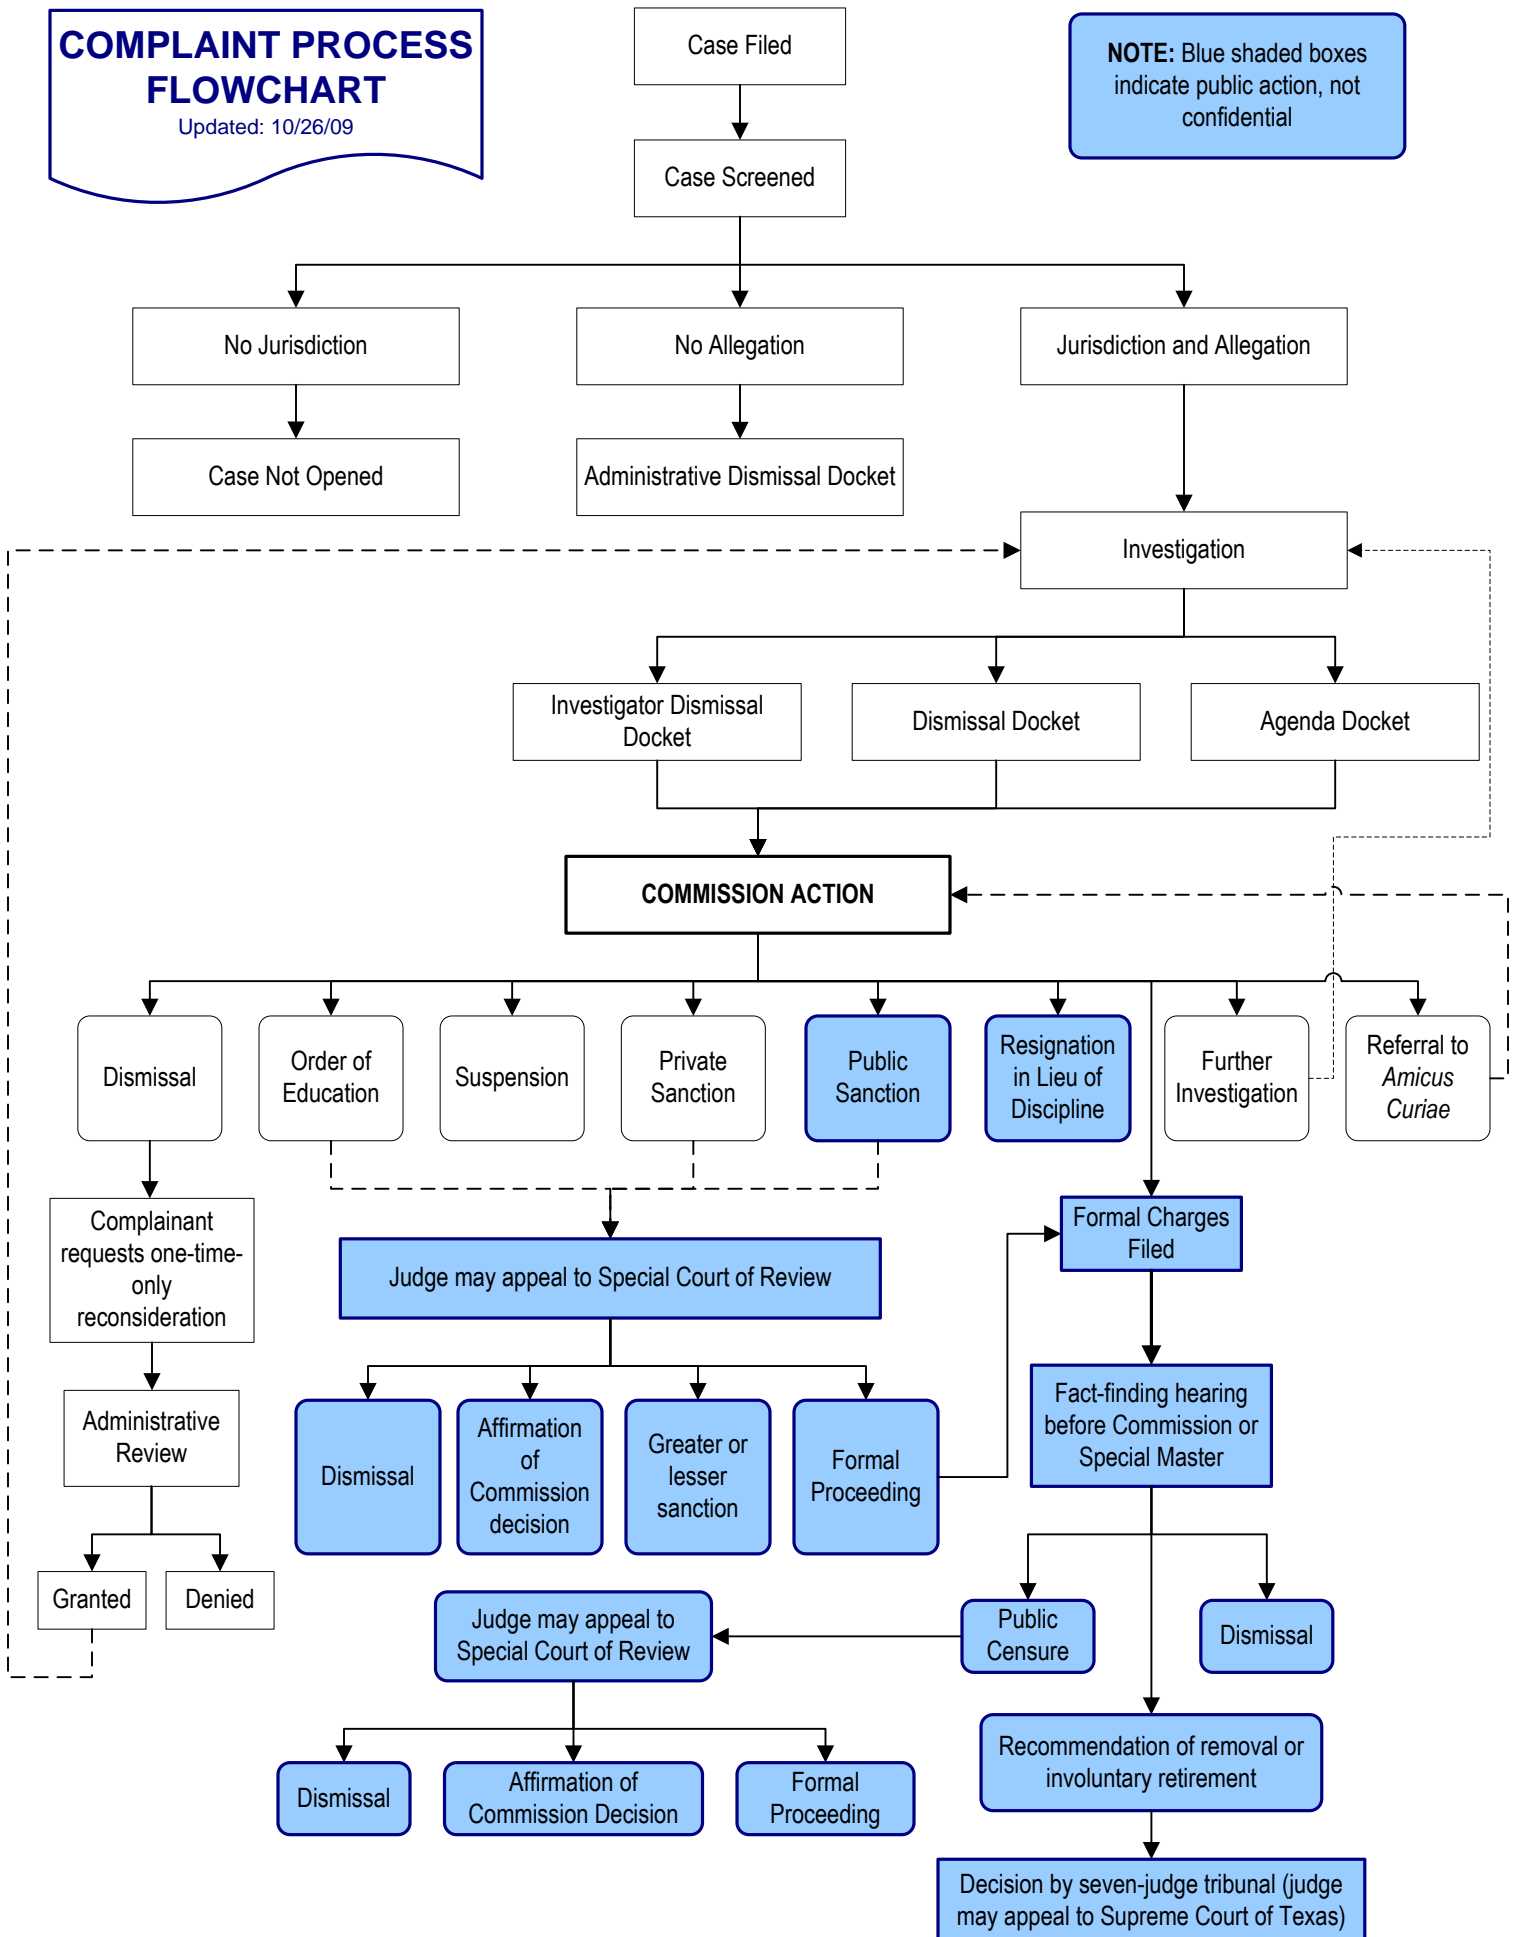 COMPLAINT PROCESS
FLOWCHART
Updated: 10/26/09
Case Filed
NOTE: Blue shaded boxes
indicate public action, not
confidential
Case Screened
No Jurisdiction
No Allegation
Jurisdiction and Allegation
Case Not Opened
Administrative Dismissal Docket
Investigation
Investigator Dismissal
Docket
Dismissal Docket
Agenda Docket
COMMISSION ACTION
Dismissal
Order of
Education
Suspension
Private
Sanction
Public
Sanction
Resignation
in Lieu of
Discipline
Further
Investigation
Referral to
Amicus
Curiae
Complainant
requests one-time-
only
reconsideration
Judge may appeal to Special Court of Review
Formal Charges
Filed
Administrative
Review
Dismissal
Affirmation
of
Commission
decision
Greater or
lesser
sanction
Formal
Proceeding
Fact-finding hearing
before Commission or
Special Master
Granted
Denied
Judge may appeal to
Special Court of Review
Public
Censure
Dismissal
Dismissal
Affirmation of
Commission Decision
Formal
Proceeding
Recommendation of removal or
involuntary retirement
Decision by seven-judge tribunal (judge
may appeal to Supreme Court of Texas)